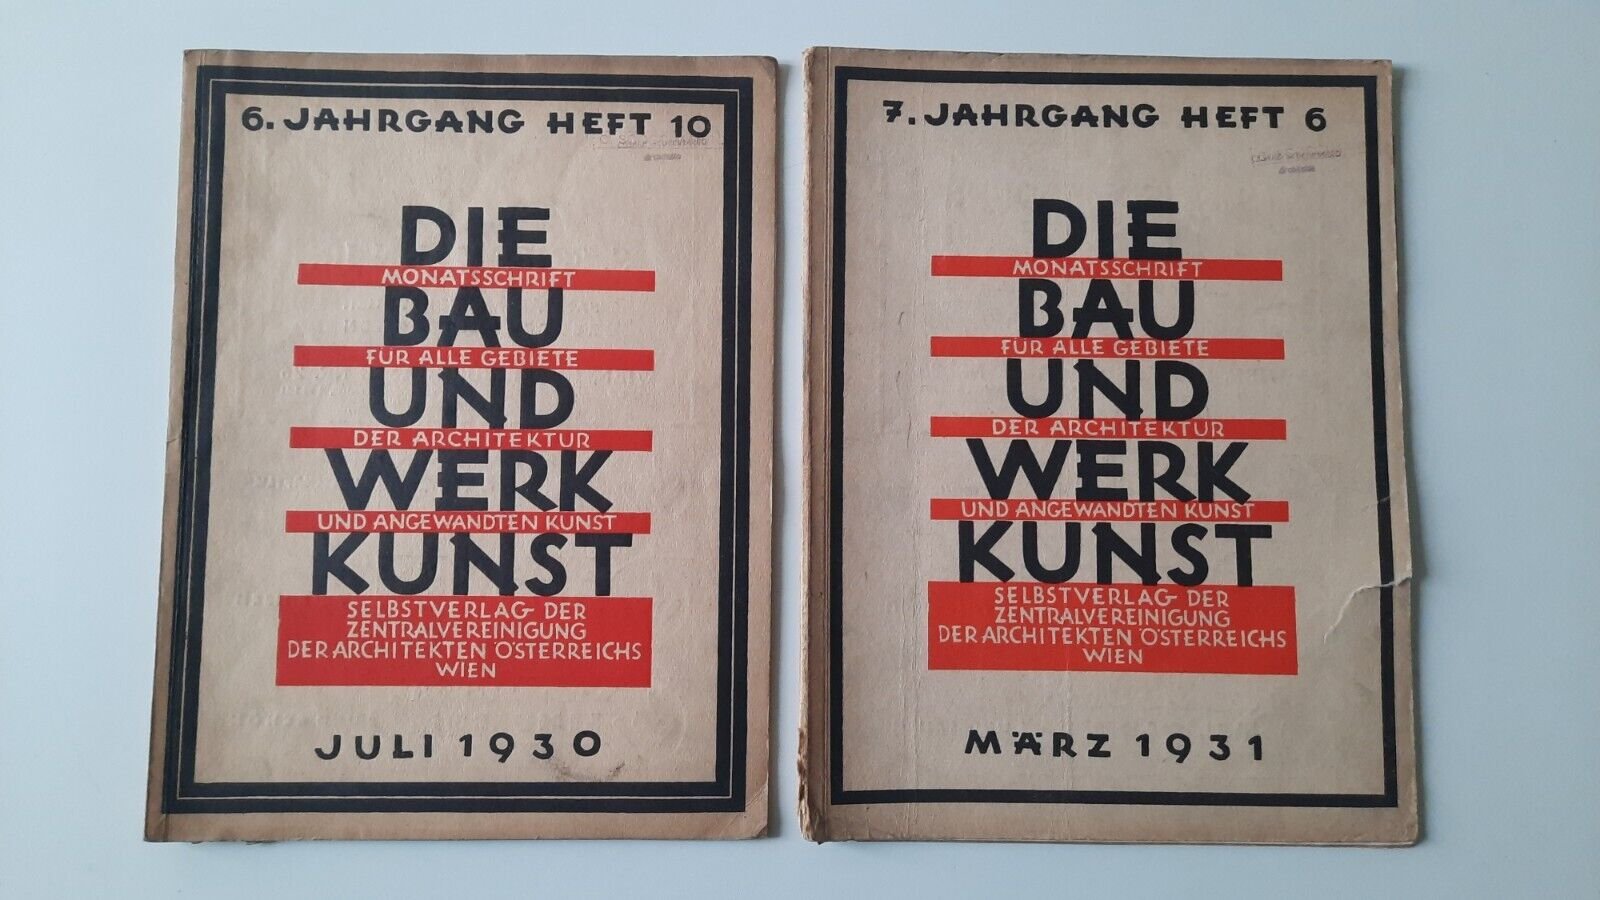 6. JAHRGANG HEFT 10
DIE
MONATSSCHRIFT
BAU
FÜR ALLE GEBIETE
UND
DER ARCHITEKTUR
WERK
UND ANGEWANDTEN KUNST
KUNST
SELBSTVERLAG DER
ZENTRALVEREINIGUNG
DER ARCHITEKTEN ÖSTERREICHS
WIEN
JULI 1930
7. JAHRGANG HEFT 6
DIE
MONATSSCHRIFT
BAU
FÜR ALLE GEBIETE
UND
DER ARCHITEKTUR
WERK
UND ANGEWANDTEN KUNST
KUNST
SELBSTVERLAG DER
ZENTRALVEREINIGUNG
DER ARCHITEKTEN ÖSTERREICHS
WIEN
MÄRZ 1931